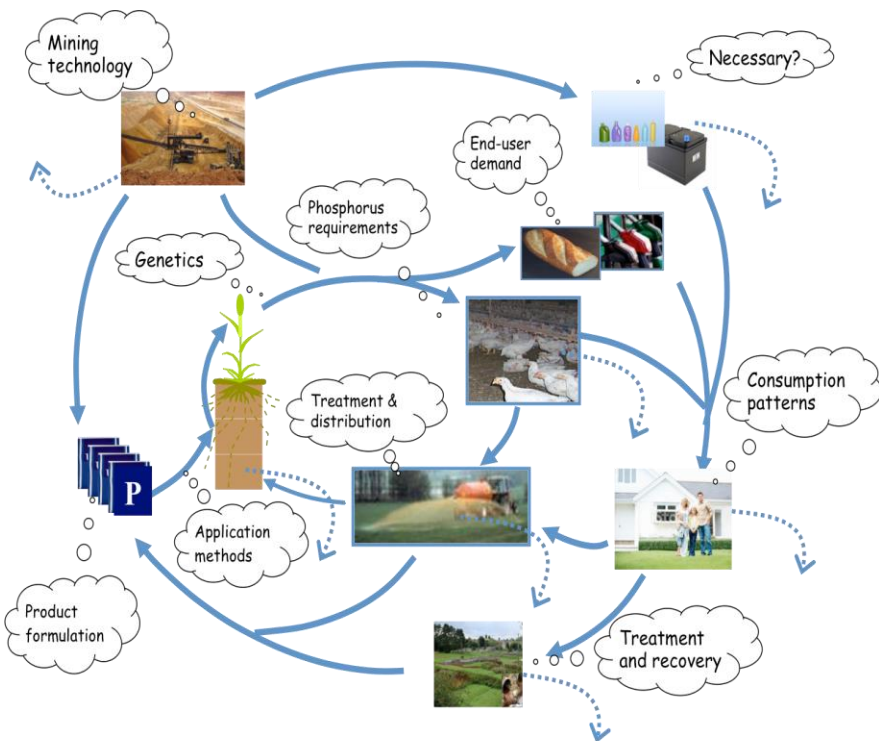 Mining
technology
Necessary?
End-user
demand
Phosphorus
requirements
Genetics
Consumption
patterns
Treatment &
distribution
P
Application
methods
Product
formulation
Treatment
and recovery